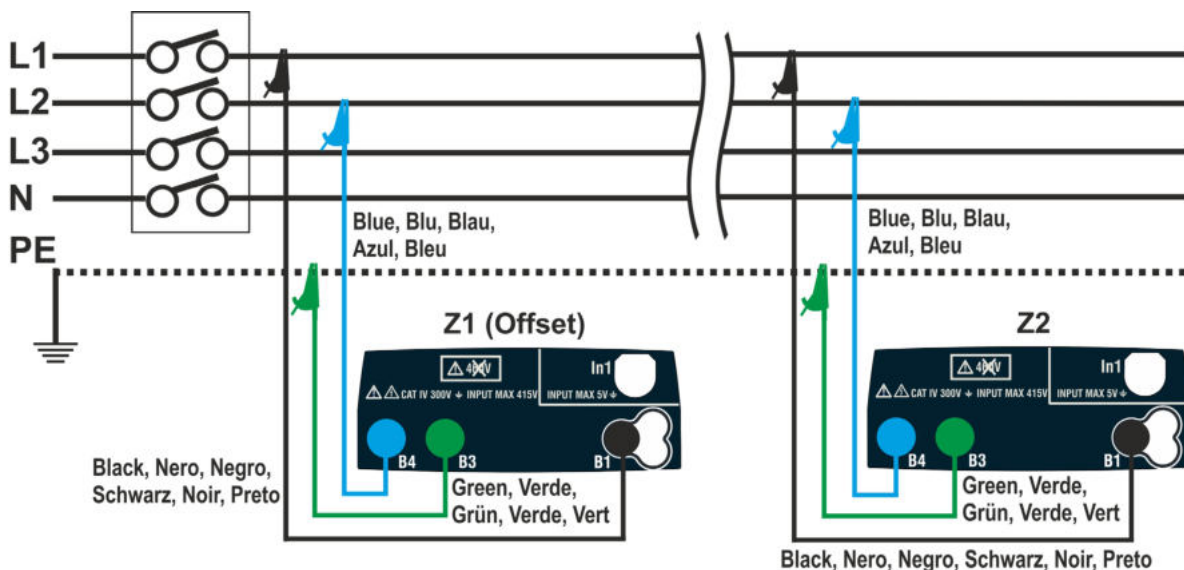 L1
L2
L3
N
PE
Blue, Blu, Blau,
Azul, Bleu
Blue, Blu, Blau,
Azul, Bleu
Z1 (Offset)
Z2
In1
CAT IV 300V ⏚ INPUT MAX 415V
INPUT MAX 5V ⏚
B4
B3
B1
In1
CAT IV 300V ⏚ INPUT MAX 415V
INPUT MAX 5V ⏚
B4
B3
B1
Black, Nero, Negro,
Schwarz, Noir, Preto
Green, Verde,
Grün, Verde, Vert
Green, Verde,
Grün, Verde, Vert
Black, Nero, Negro, Schwarz, Noir, Preto